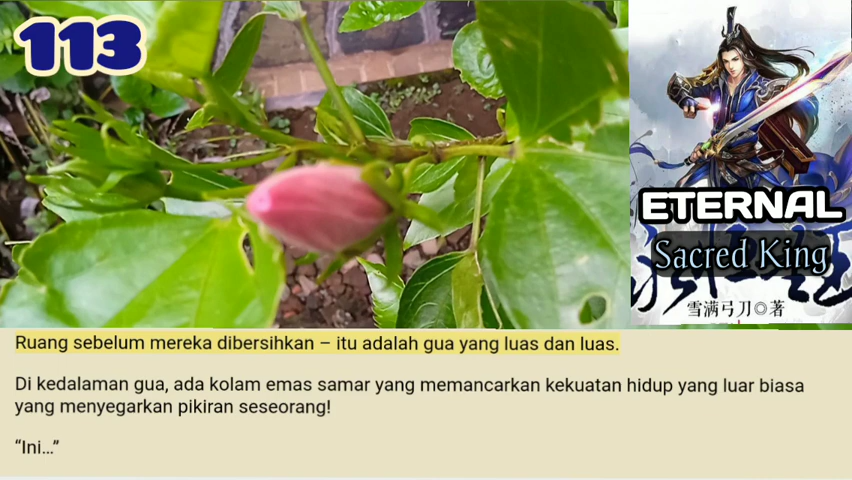 113
ETERNAL
Sacred King
雪满弓刀◎著
Ruang sebelum mereka dibersihkan – itu adalah gua yang luas dan luas.
Di kedalaman gua, ada kolam emas samar yang memancarkan kekuatan hidup yang luar biasa
yang menyegarkan pikiran seseorang!
“Ini…”